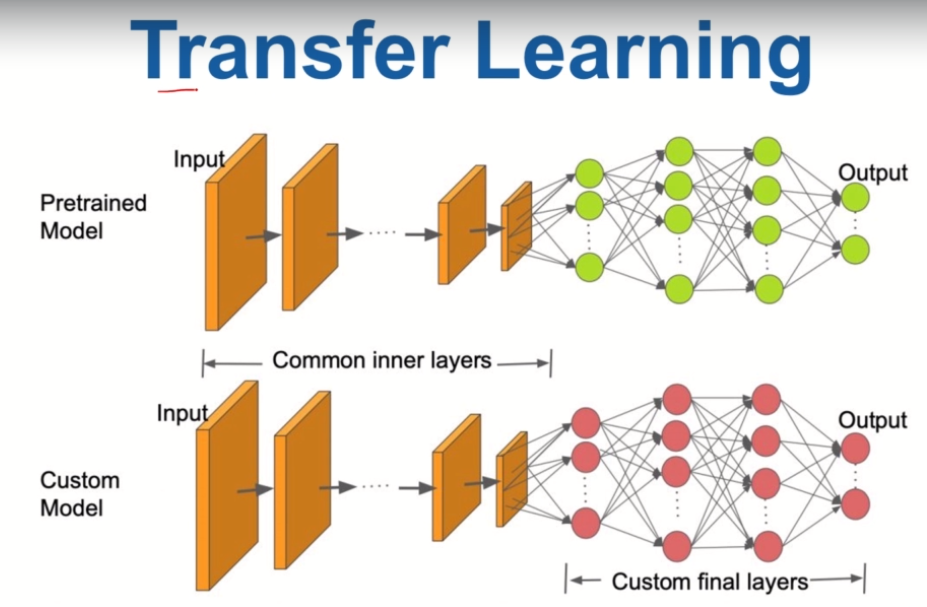 Transfer Learning
Input
Output
Pretrained
Model
Common inner layers
Input
Output
Custom
Model
Custom final layers